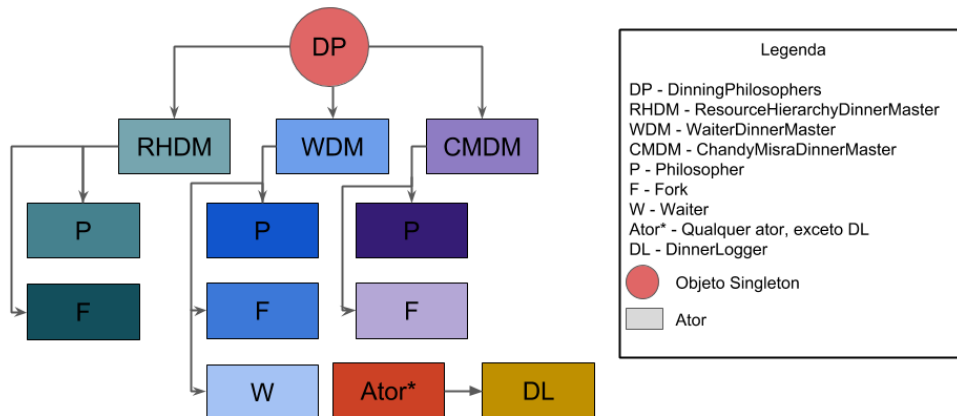 DP
RHDM
WDM
CMDM
P
P
P
F
F
F
W
Ator*
DL
Legenda
DP - DinningPhilosophers
RHDM - ResourceHierarchyDinnerMaster
WDM - WaiterDinnerMaster
CMDM - ChandyMisraDinnerMaster
P - Philosopher
F - Fork
W - Waiter
Ator* - Qualquer ator, exceto DL
DL - DinnerLogger
Objeto Singleton
Ator